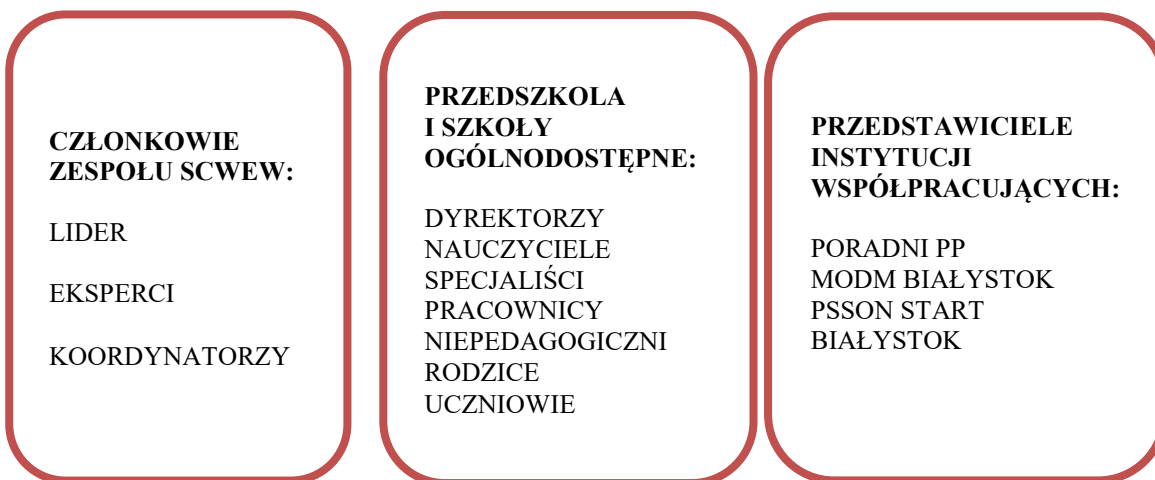 CZŁONKOWIE
ZESPOŁU SCWEW:
LIDER
EKSPERCI
KOORDYNATORZY
PRZEDSZKOLA
I SZKOŁY
OGÓLNODOSTĘPNE:
DYREKTORZY
NAUCZYCIELE
SPECJALIŚCI
PRACOWNICY
NIEPEDAGOGICZNI
RODZICE
UCZNIOWIE
PRZEDSTAWICIELE
INSTYTUCJI
WSPÓŁPRACUJĄCYCH:
PORADNI PP
MODM BIAŁYSTOK
PSSON START
BIAŁYSTOK